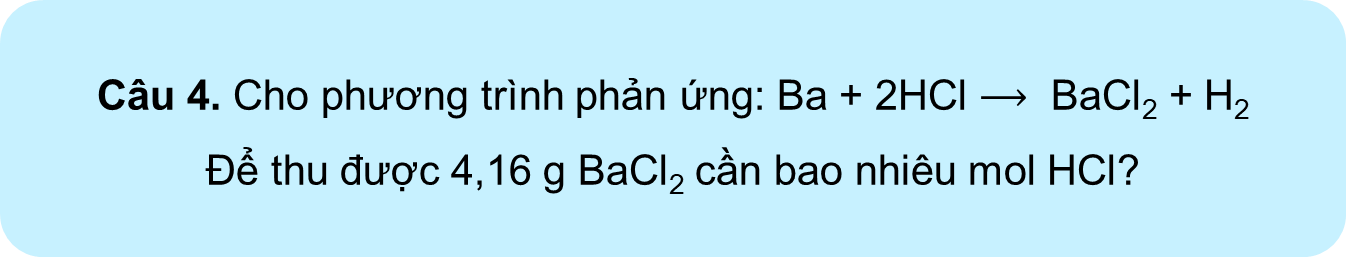 Câu 4. Cho phương trình phản ứng: Ba + 2HCl ⟶ BaCl₂ + H₂
Để thu được 4,16 g BaCl₂ cần bao nhiêu mol HCl?